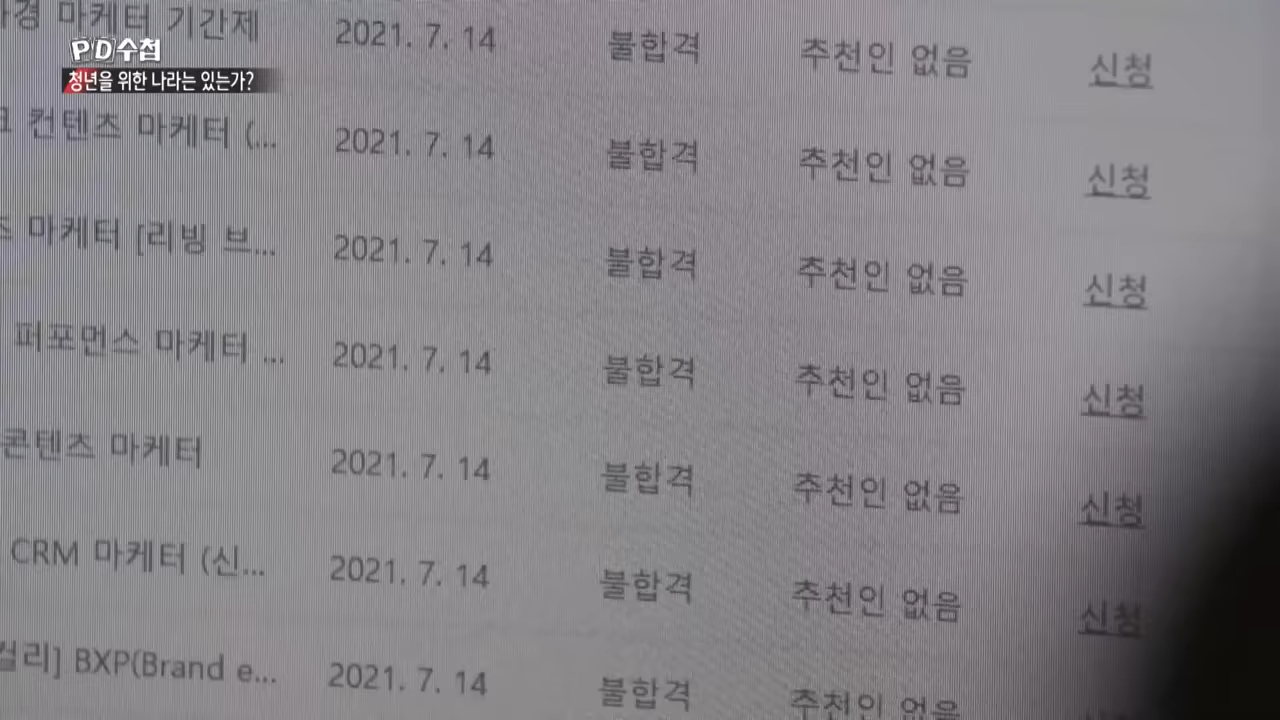 마케터 기간제 2021. 7. 14 불합격 추천인 없음 신청
PD수첩
청년을 위한 나라는 있는가?
컨텐츠 마케터 (... 2021. 7. 14 불합격 추천인 없음 신청
마케터 [리빙 브... 2021. 7. 14 불합격 추천인 없음 신청
퍼포먼스 마케터 ... 2021. 7. 14 불합격 추천인 없음 신청
콘텐츠 마케터 2021. 7. 14 불합격 추천인 없음 신청
CRM 마케터 (신... 2021. 7. 14 불합격 추천인 없음 신청
컬리] BXP(Brand e... 2021. 7. 14 불합격 추천인 없음